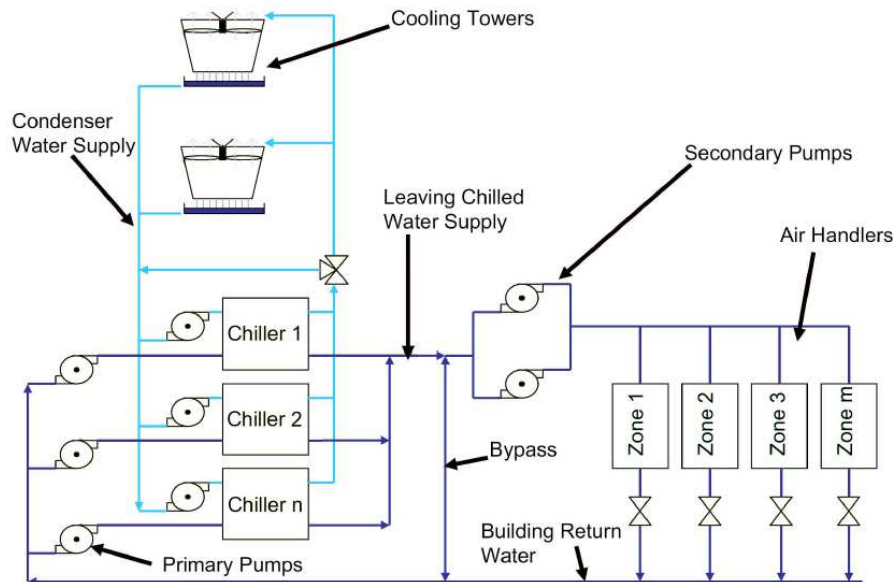 Cooling Towers
Condenser
Water Supply
Secondary Pumps
Leaving Chilled
Water Supply
Air Handlers
Chiller 1
Chiller 2
Chiller n
Zone 1
Zone 2
Zone 3
Zone m
Bypass
Building Return
Water
Primary Pumps